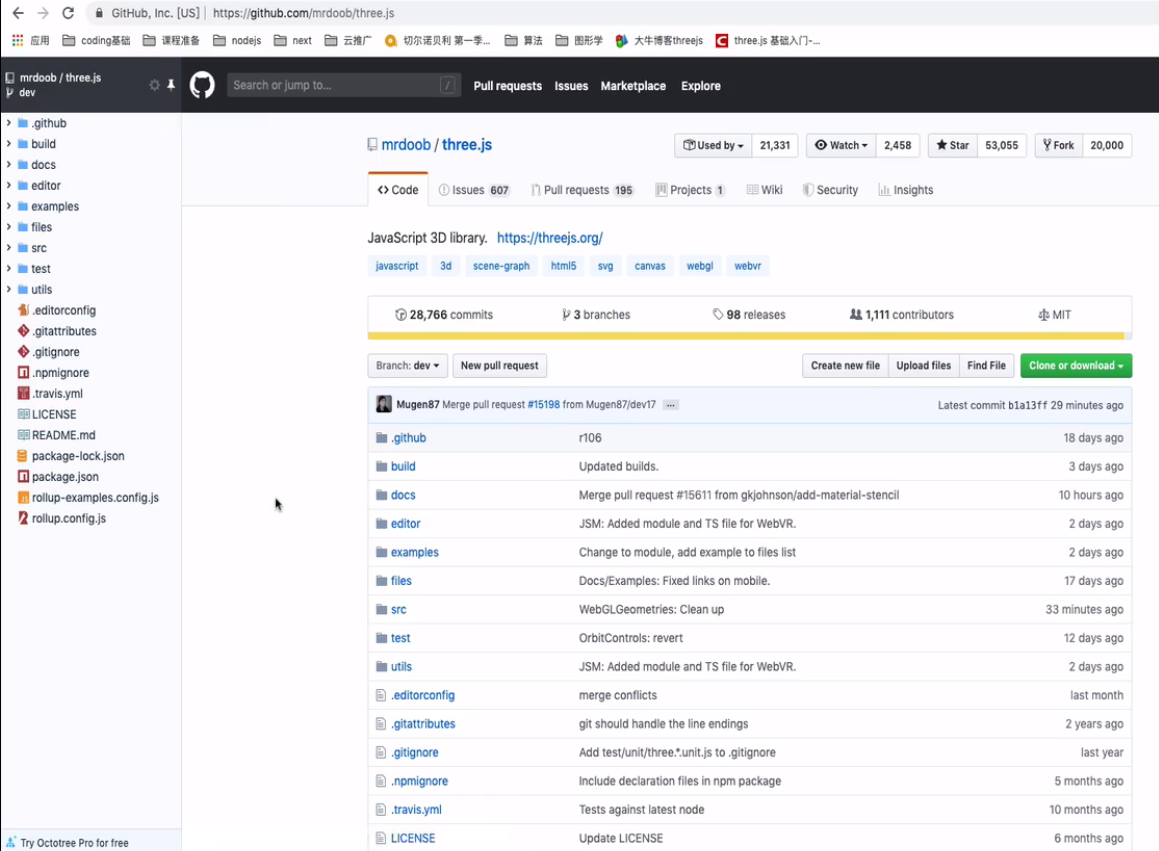 GitHub, Inc. [US] | https://github.com/mrdoob/three.js
应用 coding基础 课程准备 nodejs next 云推广 切尔诺贝利 第一季... 算法 图形学 大牛博客threejs three.js 基础入门-...
mrdoob / three.js
dev
Search or jump to... /
Pull requests Issues Marketplace Explore
.github
build
docs
editor
examples
files
src
test
utils
.editorconfig
.gitattributes
.gitignore
.npmignore
.travis.yml
LICENSE
README.md
package-lock.json
package.json
rollup-examples.config.js
rollup.config.js
Try Octotree Pro for free
mrdoob / three.js
Used by 21,331 Watch 2,458 Star 53,055 Fork 20,000
Code Issues 607 Pull requests 195 Projects 1 Wiki Security Insights
JavaScript 3D library. https://threejs.org/
javascript 3d scene-graph html5 svg canvas webgl webvr
28,766 commits 3 branches 98 releases 1,111 contributors MIT
Branch: dev New pull request Create new file Upload files Find File Clone or download
Mugen87 Merge pull request #15198 from Mugen87/dev17 ... Latest commit b1a13ff 29 minutes ago
.github r106 18 days ago
build Updated builds. 3 days ago
docs Merge pull request #15611 from gkjohnson/add-material-stencil 10 hours ago
editor JSM: Added module and TS file for WebVR. 2 days ago
examples Change to module, add example to files list 2 days ago
files Docs/Examples: Fixed links on mobile. 17 days ago
src WebGLGeometries: Clean up 33 minutes ago
test OrbitControls: revert 12 days ago
utils JSM: Added module and TS file for WebVR. 2 days ago
.editorconfig merge conflicts last month
.gitattributes git should handle the line endings 2 years ago
.gitignore Add test/unit/three.*.unit.js to .gitignore last year
.npmignore Include declaration files in npm package 5 months ago
.travis.yml Tests against latest node 10 months ago
LICENSE Update LICENSE 6 months ago